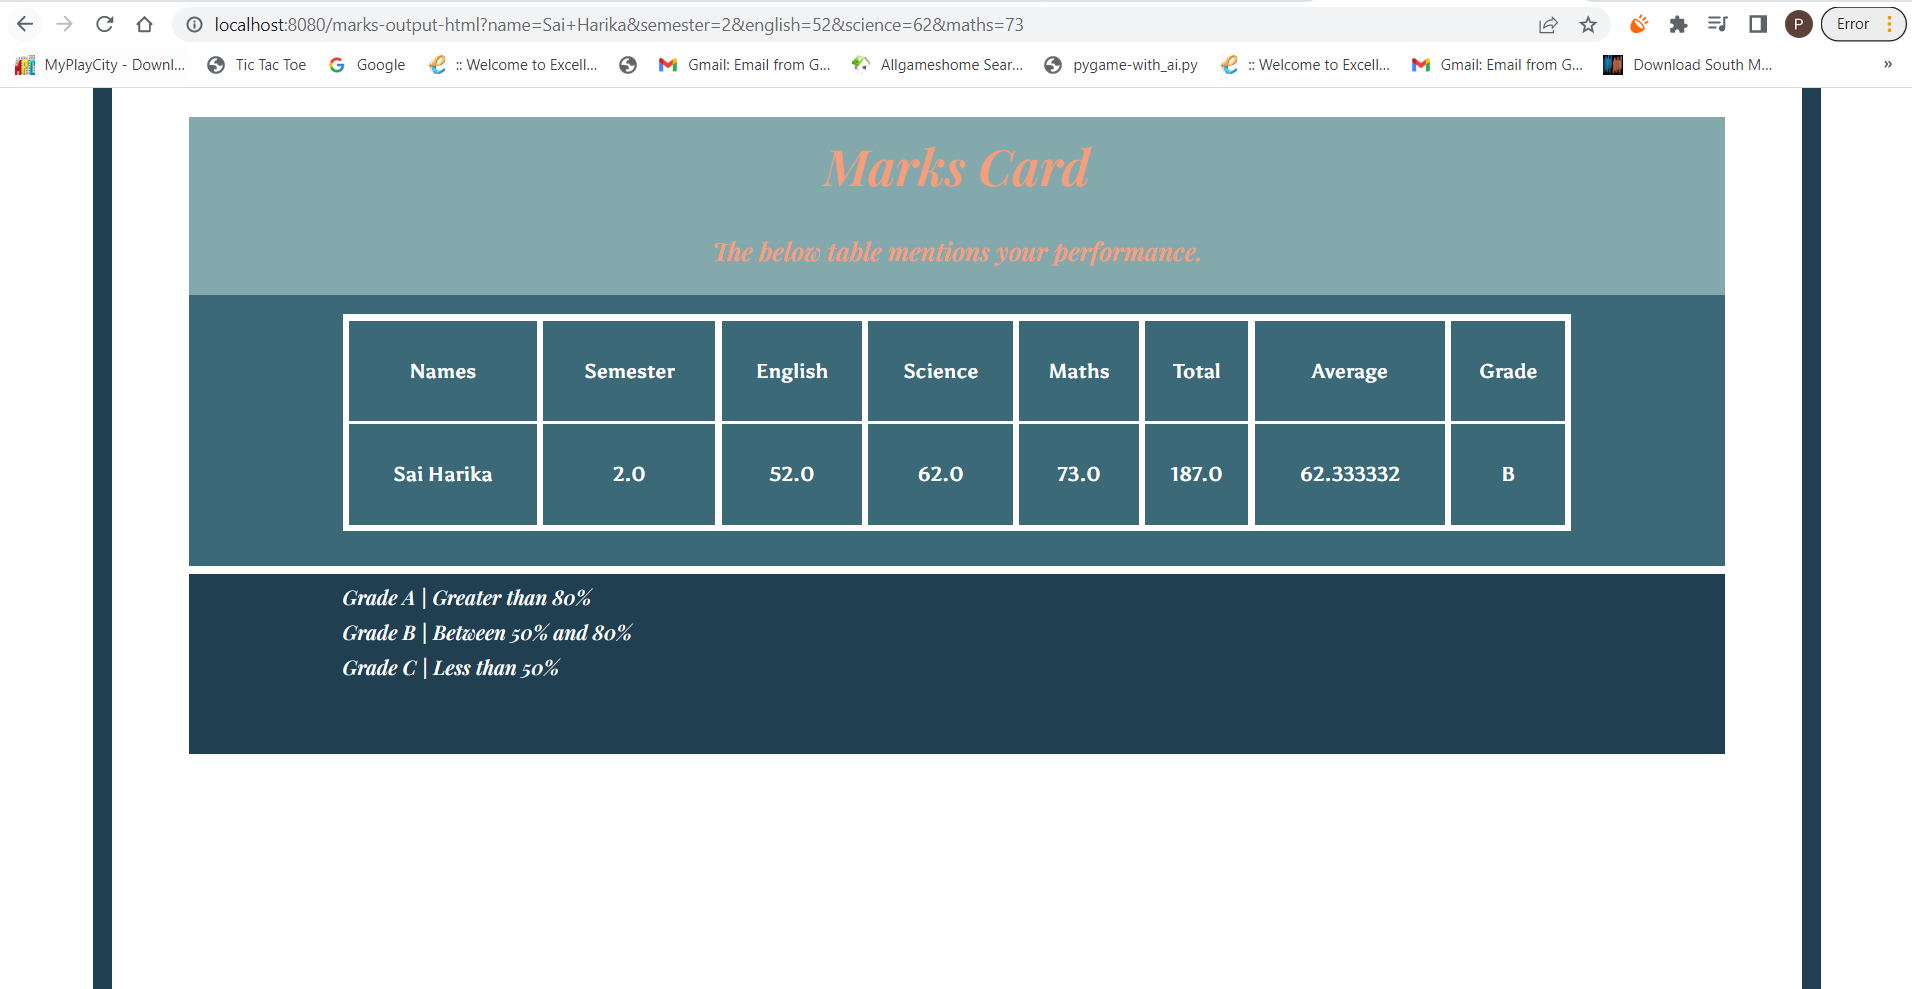 localhost:8080/marks-output-html?name=Sai+Harika&semester=2&english=52&science=62&maths=73
P
Error
MyPlayCity - Downl...
Tic Tac Toe
Google
:: Welcome to Excell...
Gmail: Email from G...
Allgameshome Sear...
pygame-with_ai.py
:: Welcome to Excell...
Gmail: Email from G...
Download South M...
»
Marks Card
The below table mentions your performance.
Names Semester English Science Maths Total Average Grade
Sai Harika 2.0 52.0 62.0 73.0 187.0 62.333332 B
Grade A | Greater than 80%
Grade B | Between 50% and 80%
Grade C | Less than 50%